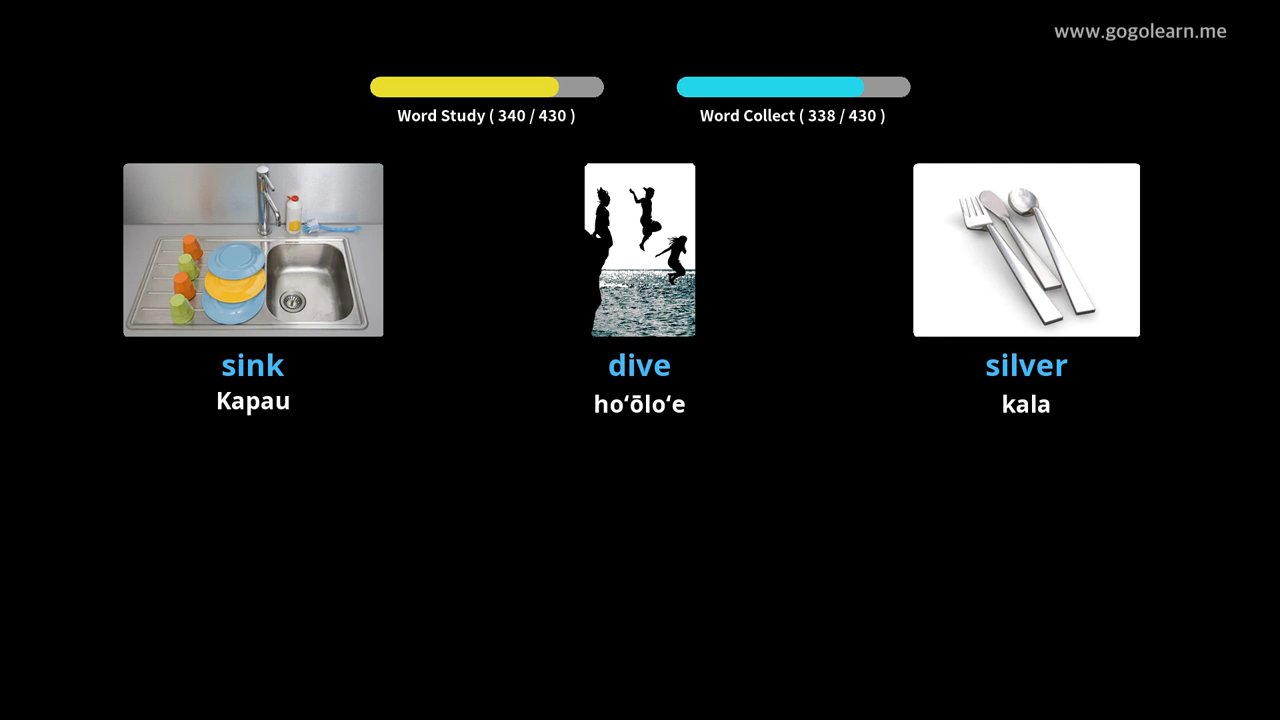 www.gogolearn.me
Word Study ( 340 / 430 )
Word Collect ( 338 / 430 )
sink
dive
silver
Kapau
hoʻōloʻe
kala